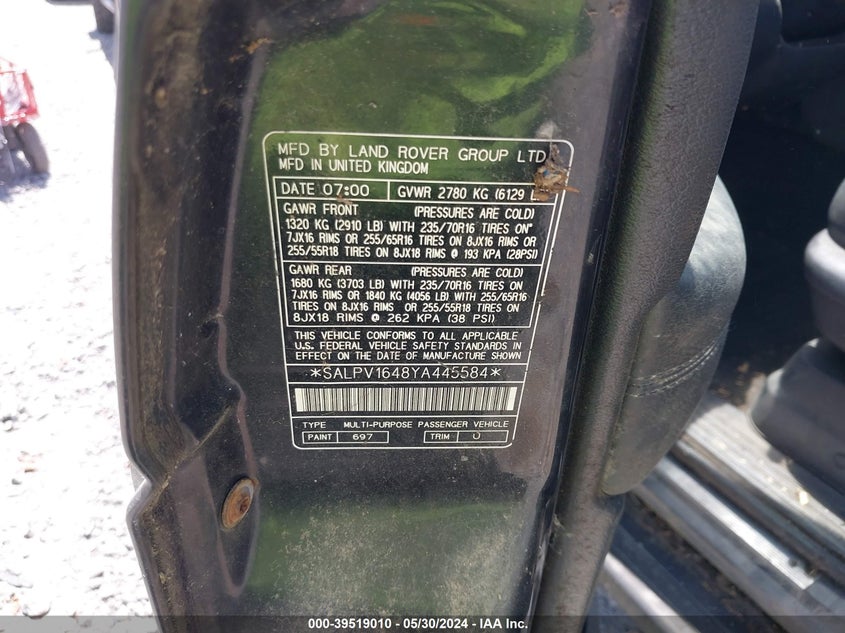 MFD BY LAND ROVER GROUP LTD
MFD IN UNITED KINGDOM
DATE 07:00 GVWR 2780 KG (6129
GAWR FRONT (PRESSURES ARE COLD)
1320 KG (2910 LB) WITH 235/70R16 TIRES ON
7JX16 RIMS OR 255/65R16 TIRES ON 8JX16 RIMS OR
255/55R18 TIRES ON 8JX18 RIMS @ 193 KPA (28PSI)
GAWR REAR (PRESSURES ARE COLD)
1680 KG (3703 LB) WITH 235/70R16 TIRES ON
7JX16 RIMS OR 1840 KG (4056 LB) WITH 255/65R16
TIRES ON 8JX16 RIMS OR 255/55R18 TIRES ON
8JX18 RIMS @ 262 KPA (38 PSI)
THIS VEHICLE CONFORMS TO ALL APPLICABLE
U.S. FEDERAL VEHICLE SAFETY STANDARDS IN
EFFECT ON THE DATE OF MANUFACTURE SHOWN
*SALPV1648YA445584*
TYPE MULTI-PURPOSE PASSENGER VEHICLE
PAINT 697 TRIM U
000-39519010 - 05/30/2024 - IAA Inc.